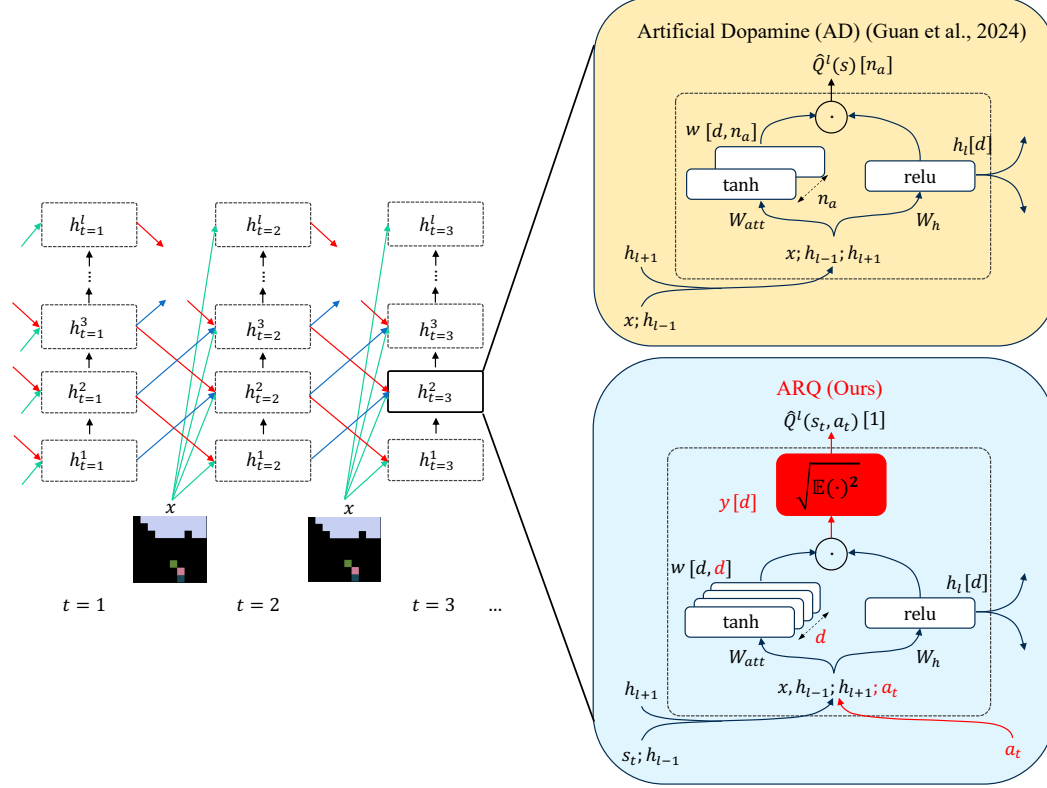 Artificial Dopamine (AD) (Guan et al., 2024)
Q̂^l(s) [n_a]
w [d, n_a]
·
h_l[d]
tanh
relu
n_a
W_att
W_h
x; h_{l−1}; h_{l+1}
h_{l+1}
x; h_{l−1}
h^l_{t=1}
h^l_{t=2}
h^l_{t=3}
⋮
⋮
⋮
h^3_{t=1}
h^3_{t=2}
h^3_{t=3}
h^2_{t=1}
h^2_{t=2}
h^2_{t=3}
h^1_{t=1}
h^1_{t=2}
h^1_{t=3}
x
x
t = 1
t = 2
t = 3 ...
ARQ (Ours)
Q̂^l(s_t, a_t) [1]
√𝔼(·)²
y [d]
·
w [d, d]
h_l[d]
tanh
relu
d
W_att
W_h
x, h_{l−1}; h_{l+1}; a_t
h_{l+1}
s_t; h_{l−1}
a_t